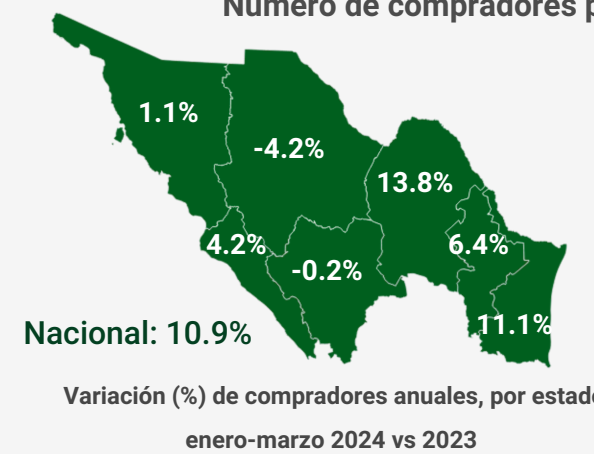 Número de compradores p
1.1%
-4.2%
13.8%
4.2%
6.4%
-0.2%
11.1%
Nacional: 10.9%
Variación (%) de compradores anuales, por estado
enero-marzo 2024 vs 2023